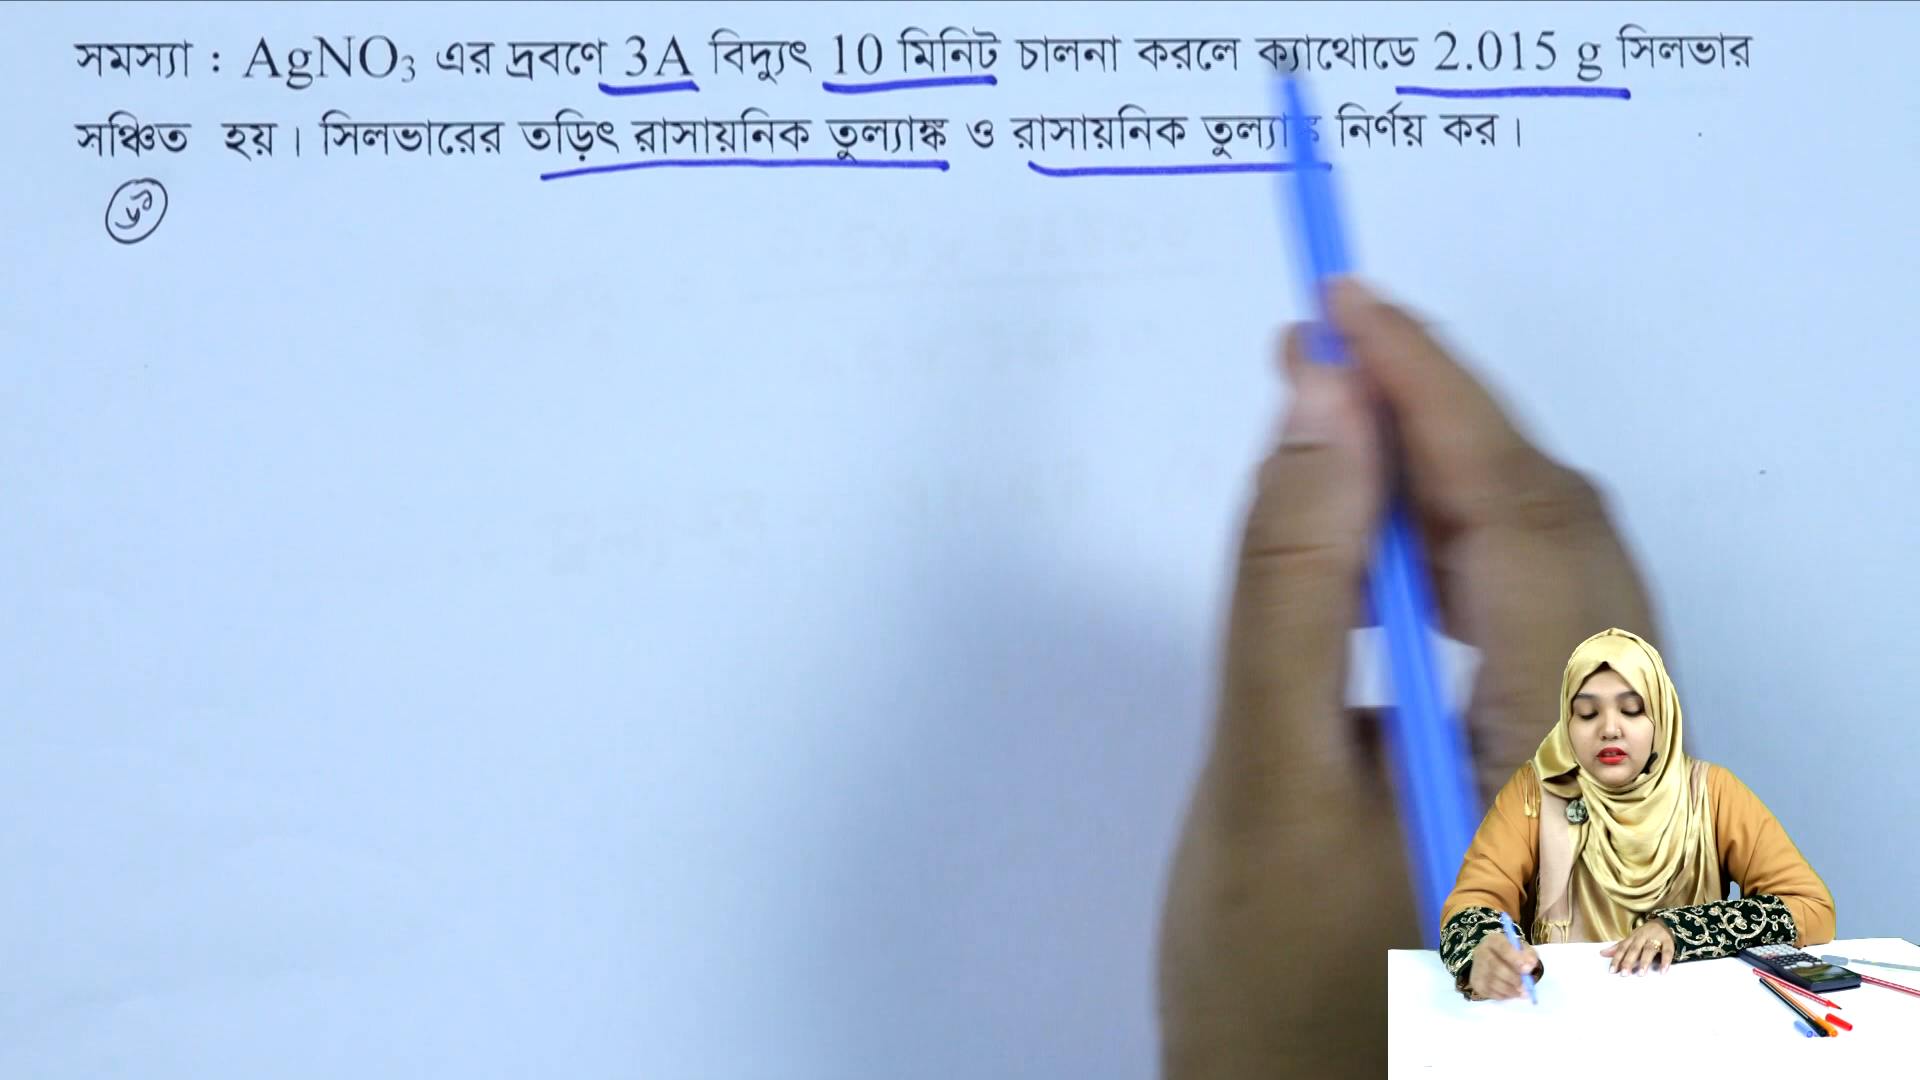 সমস্যা : AgNO₃ এর দ্রবণে 3A বিদ্যুৎ 10 মিনিট চালনা করলে ক্যাথোডে 2.015 g সিলভার
সঞ্চিত হয়। সিলভারের তড়িৎ রাসায়নিক তুল্যাঙ্ক ও রাসায়নিক তুল্যাঙ্ক নির্ণয় কর।